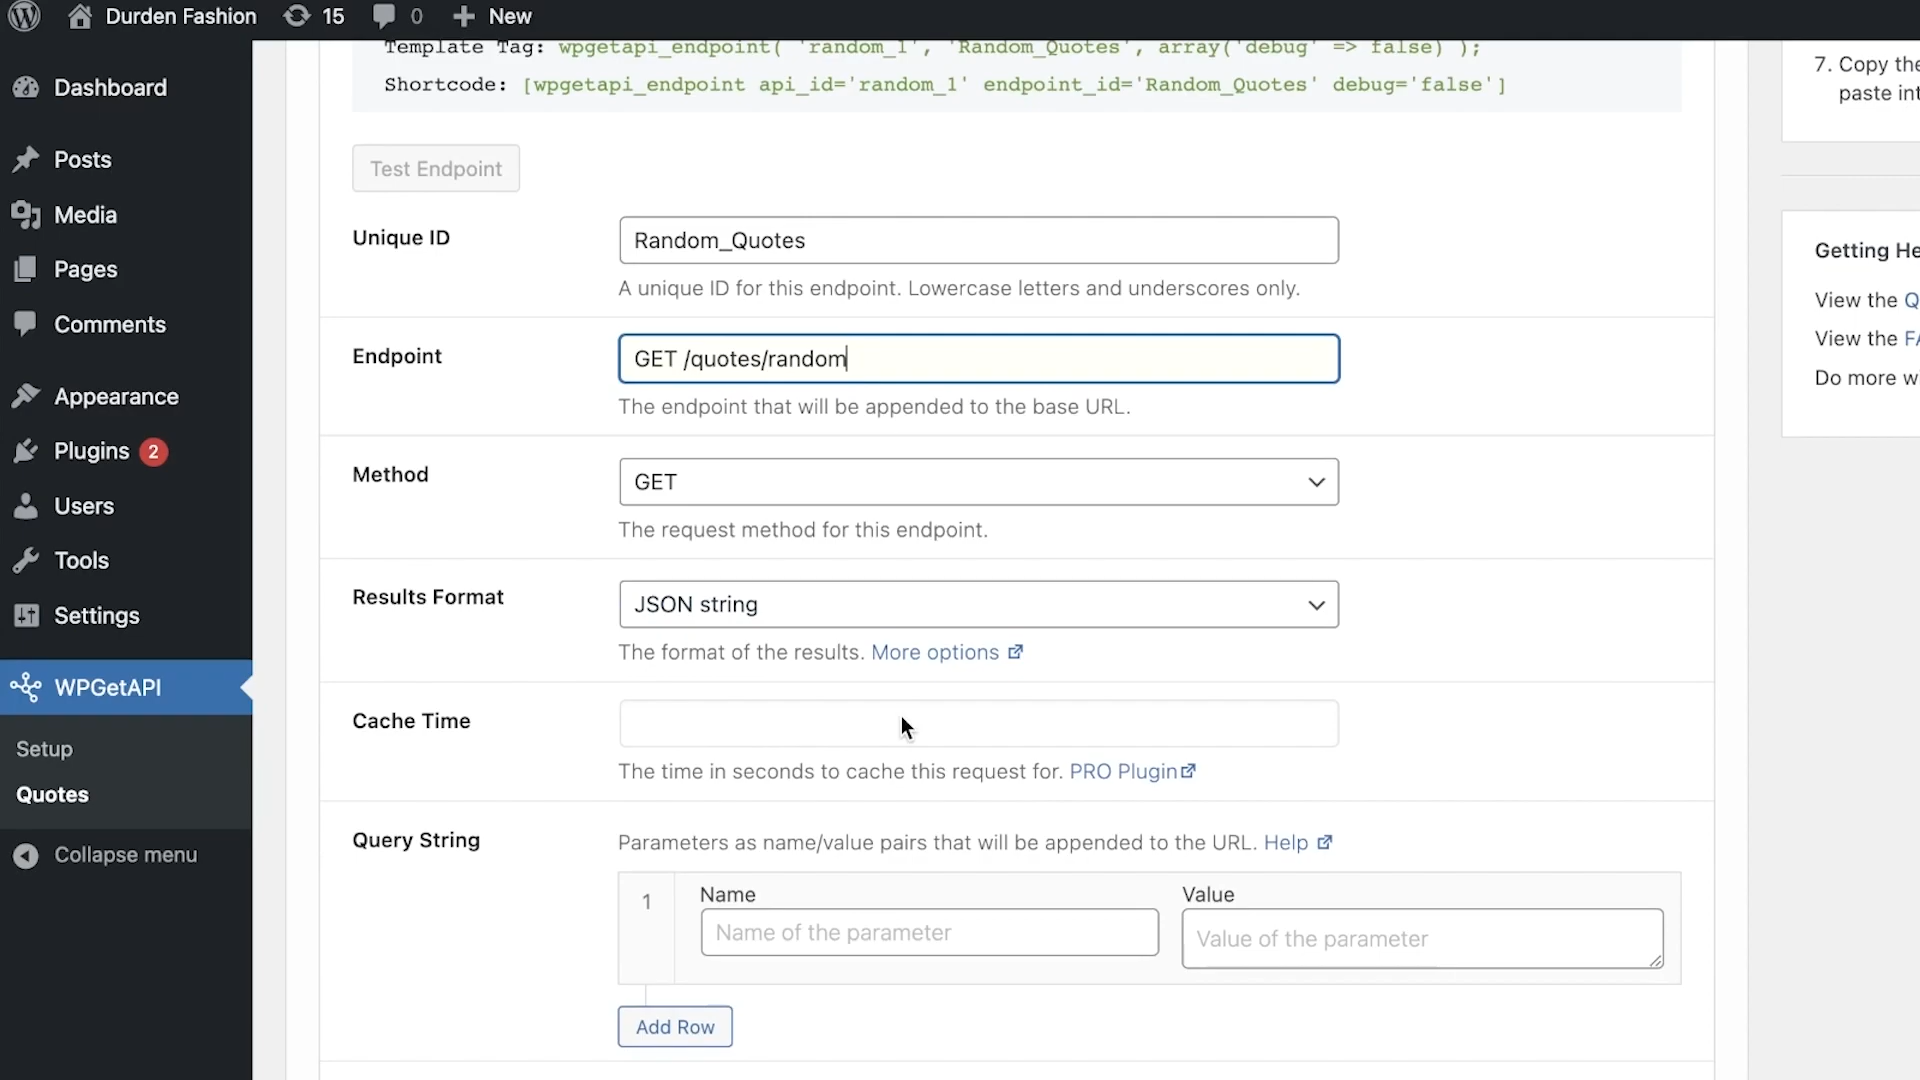 Durden Fashion 15 0 New
Dashboard
Posts
Media
Pages
Comments
Appearance
Plugins 2
Users
Tools
Settings
WPGetAPI
Setup
Quotes
Collapse menu
Template Tag: wpgetapi_endpoint( 'random_1', 'Random_Quotes', array('debug' => false) );
Shortcode: [wpgetapi_endpoint api_id='random_1' endpoint_id='Random_Quotes' debug='false']
Test Endpoint
Unique ID
Random_Quotes
A unique ID for this endpoint. Lowercase letters and underscores only.
Endpoint
GET /quotes/random
The endpoint that will be appended to the base URL.
Method
GET
The request method for this endpoint.
Results Format
JSON string
The format of the results. More options
Cache Time
The time in seconds to cache this request for. PRO Plugin
Query String
Parameters as name/value pairs that will be appended to the URL. Help
1
Name
Name of the parameter
Value
Value of the parameter
Add Row
7. Copy the
paste
Getting
View the
View the
Do more